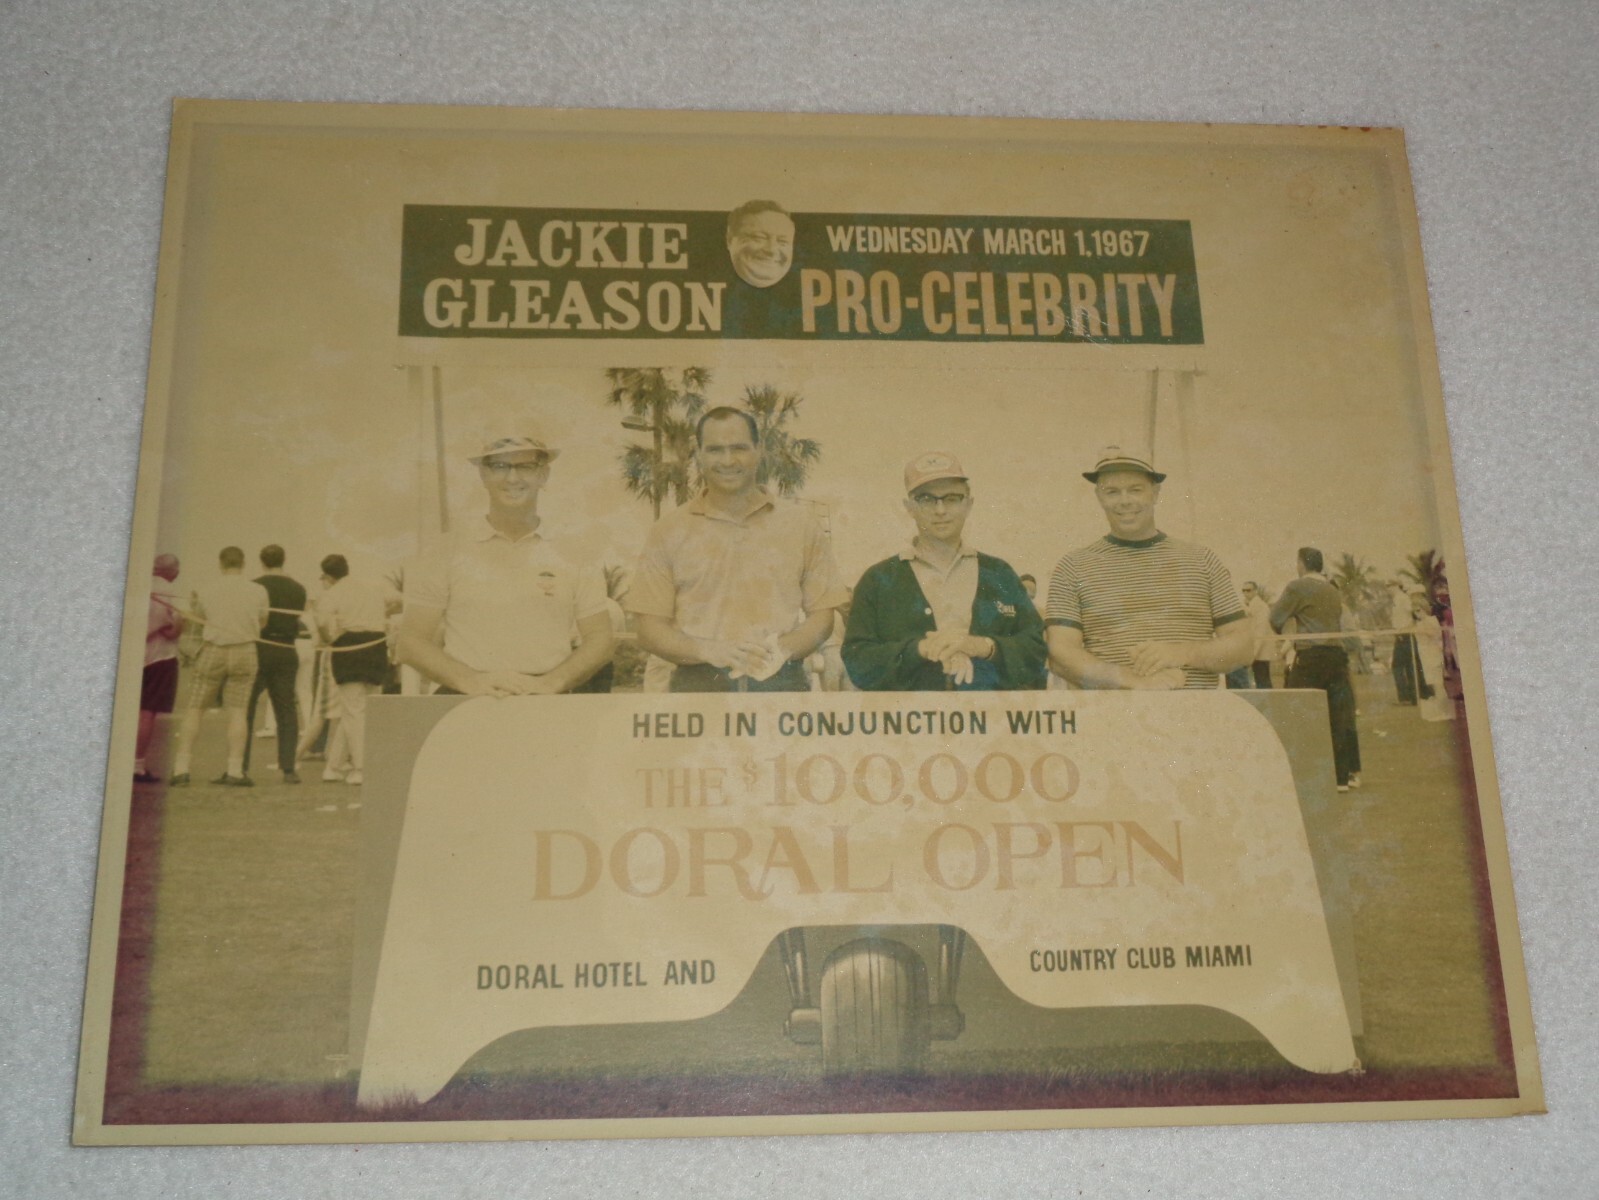 JACKIE
GLEASON
WEDNESDAY MARCH 1, 1967
PRO-CELEBRITY
HELD IN CONJUNCTION WITH
THE $100,000
DORAL OPEN
DORAL HOTEL AND
COUNTRY CLUB MIAMI